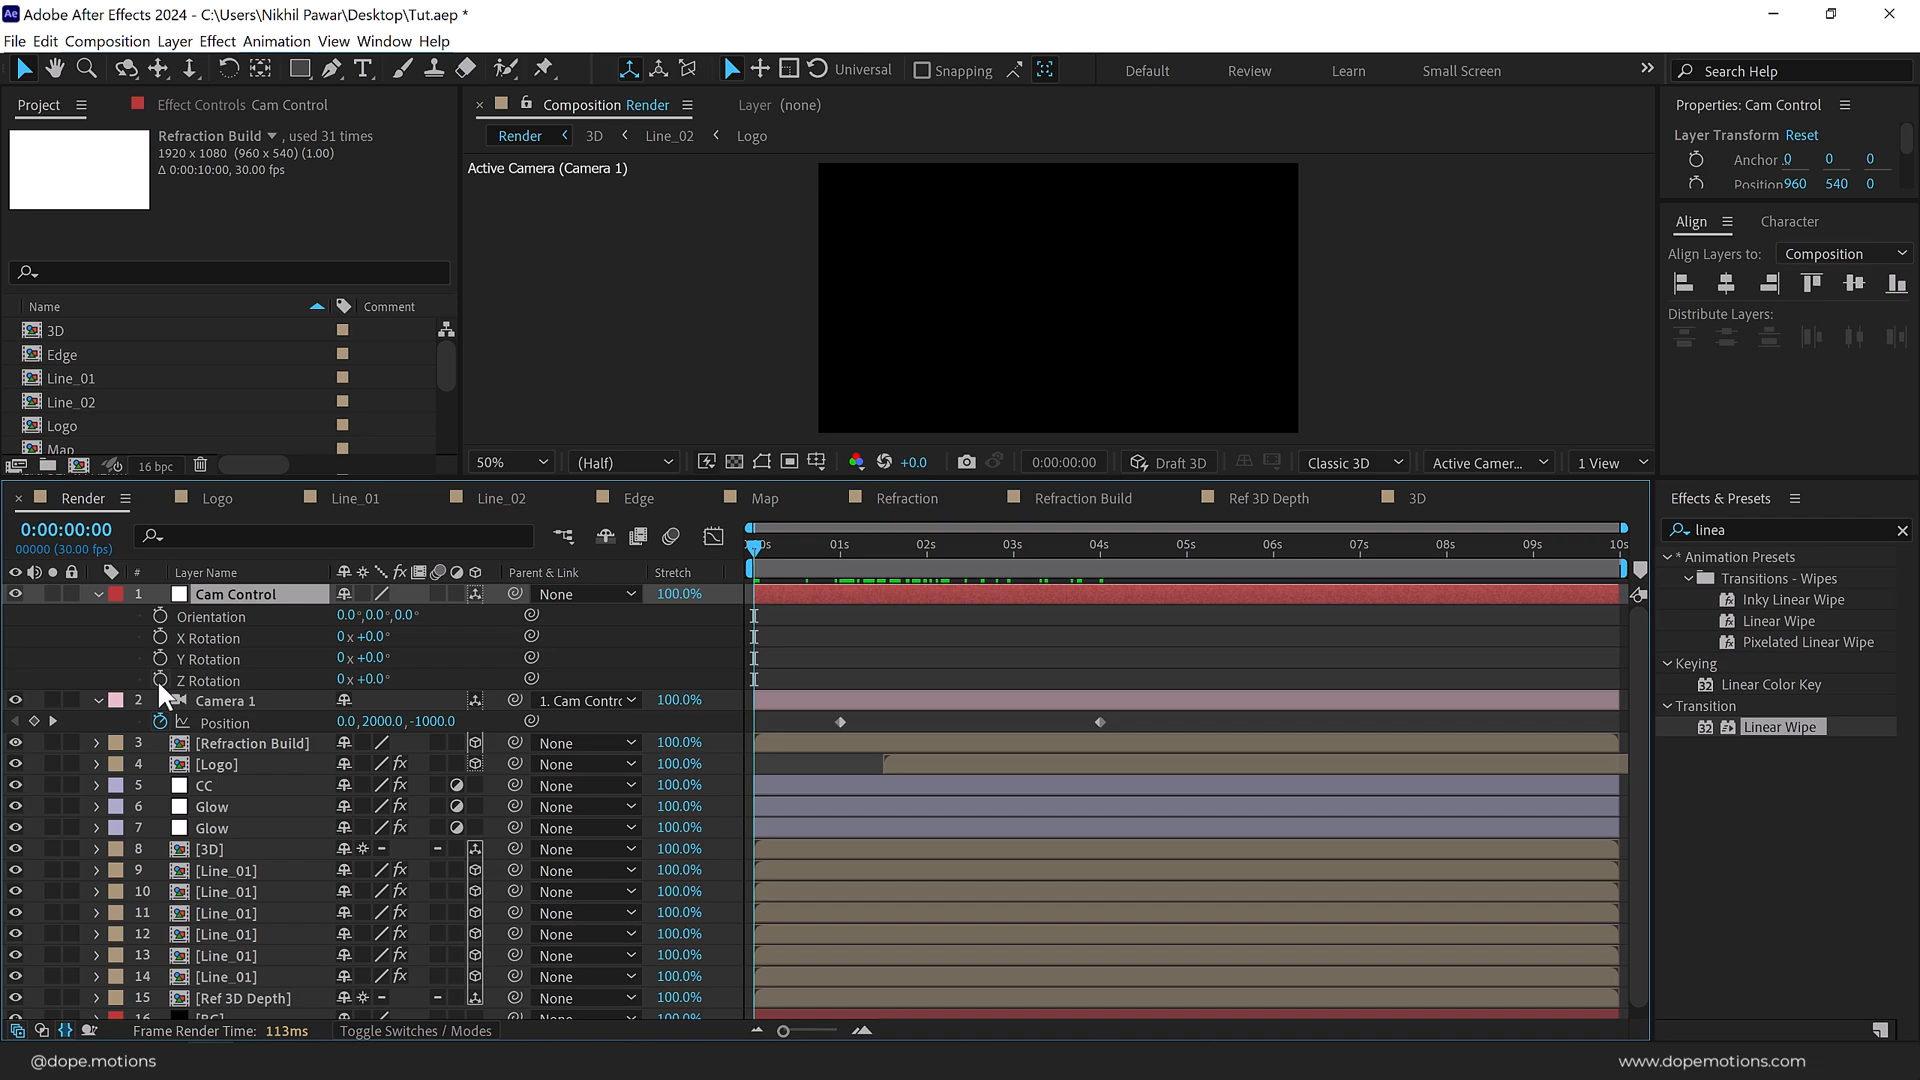 Adobe After Effects 2024 - C:\Users\Nikhil Pawar\Desktop\Tut.aep *
File Edit Composition Layer Effect Animation View Window Help
Universal Snapping Default Review Learn Small Screen Search Help
Project Effect Controls Cam Control
Refraction Build , used 31 times
1920 x 1080 (960 x 540) (1.00)
Δ 0:00:10:00, 30.00 fps
Name Comment
3D
Edge
Line_01
Line_02
Logo
Map
16 bpc
Composition Render Layer (none)
Render 3D Line_02 Logo
Active Camera (Camera 1)
50% (Half) +0.0 0:00:00:00 Draft 3D Classic 3D Active Camer... 1 View
Properties: Cam Control
Layer Transform Reset
Anchor .. 0 0 0
Position 960 540 0
Align Character
Align Layers to: Composition
Distribute Layers:
Render Logo Line_01 Line_02 Edge Map Refraction Refraction Build Ref 3D Depth 3D
0:00:00:00
00000 (30.00 fps)
01s 02s 03s 04s 05s 06s 07s 08s 09s 10s
# Layer Name Parent & Link Stretch
1 Cam Control None 100.0%
Orientation 0.0°,0.0°,0.0°
X Rotation 0x+0.0°
Y Rotation 0x+0.0°
Z Rotation 0x+0.0°
2 Camera 1 1. Cam Contro 100.0%
Position 0.0,2000.0,-1000.0
3 [Refraction Build] None 100.0%
4 [Logo] None 100.0%
5 CC None 100.0%
6 Glow None 100.0%
7 Glow None 100.0%
8 [3D] None 100.0%
9 [Line_01] None 100.0%
10 [Line_01] None 100.0%
11 [Line_01] None 100.0%
12 [Line_01] None 100.0%
13 [Line_01] None 100.0%
14 [Line_01] None 100.0%
15 [Ref 3D Depth] None 100.0%
Frame Render Time: 113ms Toggle Switches / Modes
Effects & Presets
linea
* Animation Presets
Transitions - Wipes
Inky Linear Wipe
Linear Wipe
Pixelated Linear Wipe
Keying
Linear Color Key
Transition
Linear Wipe
@dope.motions
www.dopemotions.com